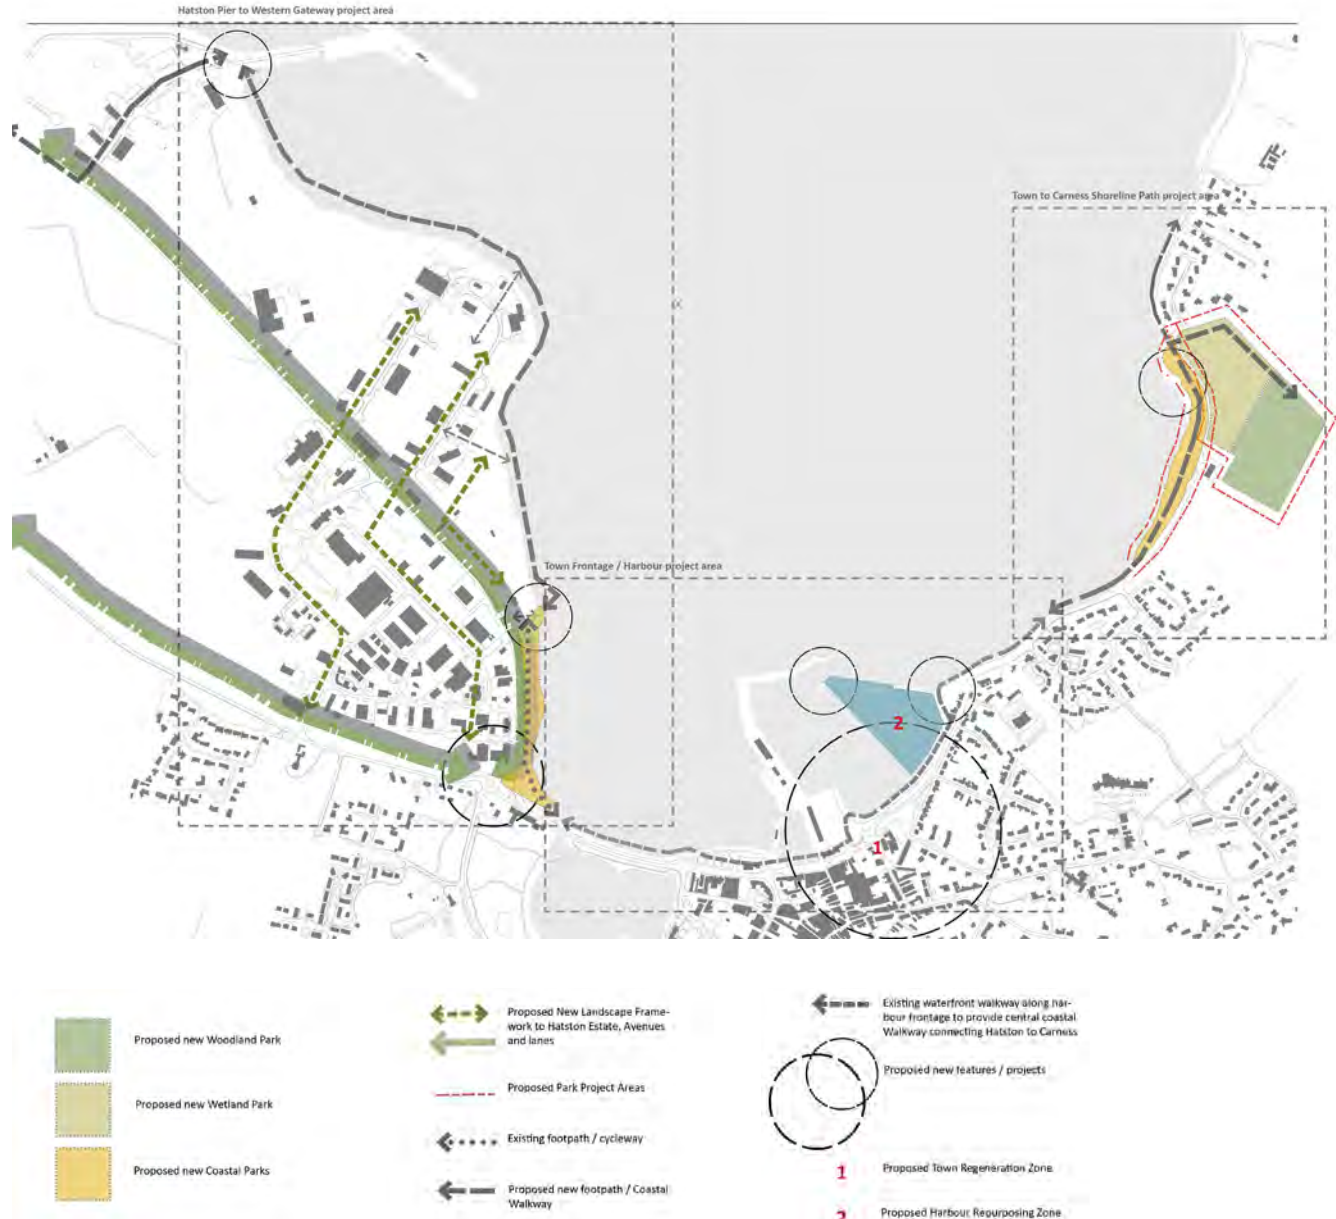 Hatston Pier to Western Gateway project area
Town to Carness Shoreline Path project area
Town Frontage / Harbour project area
2
1
Proposed new Woodland Park
Proposed new Wetland Park
Proposed new Coastal Parks
Proposed New Landscape Frame-
work to Hatston Estate, Avenues
and lanes
Proposed Park Project Areas
Existing footpath / cycleway
Proposed new footpath / Coastal
Walkway
Existing waterfront walkway along har-
bour frontage to provide central coastal
Walkway connecting Hatston to Carness
Proposed new features / projects
1 Proposed Town Regeneration Zone
2 Proposed Harbour Repurposing Zone